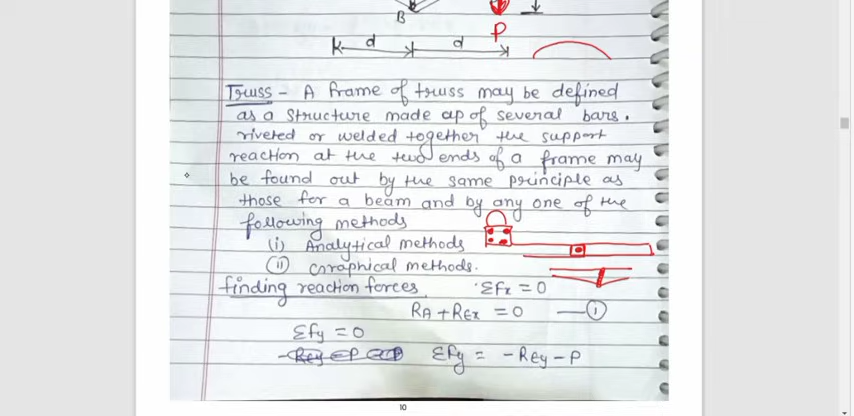 B
P
d d
Truss - A frame of truss may be defined
as a structure made up of several bars.
riveted or welded together the support
reaction at the two ends of a frame may
be found out by the same principle as
those for a beam and by any one of the
following methods
(i) Analytical methods
(ii) Graphical methods.
finding reaction forces ΣFx = 0
RA + REx = 0 — ①
ΣFy = 0
ΣFy = - REy - P
10